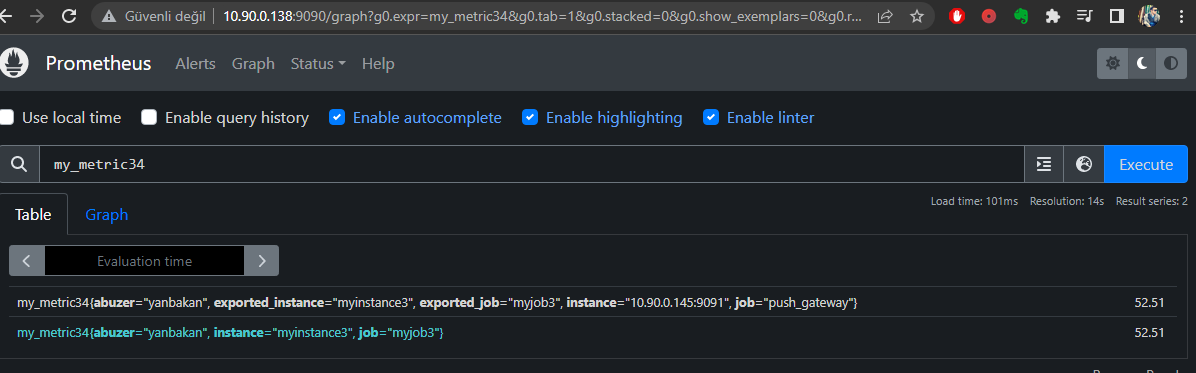 Güvenli değil 10.90.0.138:9090/graph?g0.expr=my_metric34&g0.tab=1&g0.stacked=0&g0.show_exemplars=0&g0.r...
Prometheus Alerts Graph Status Help
Use local time Enable query history Enable autocomplete Enable highlighting Enable linter
my_metric34 Execute
Load time: 101ms Resolution: 14s Result series: 2
Table Graph
Evaluation time
my_metric34{abuzer="yanbakan", exported_instance="myinstance3", exported_job="myjob3", instance="10.90.0.145:9091", job="push_gateway"} 52.51
my_metric34{abuzer="yanbakan", instance="myinstance3", job="myjob3"} 52.51